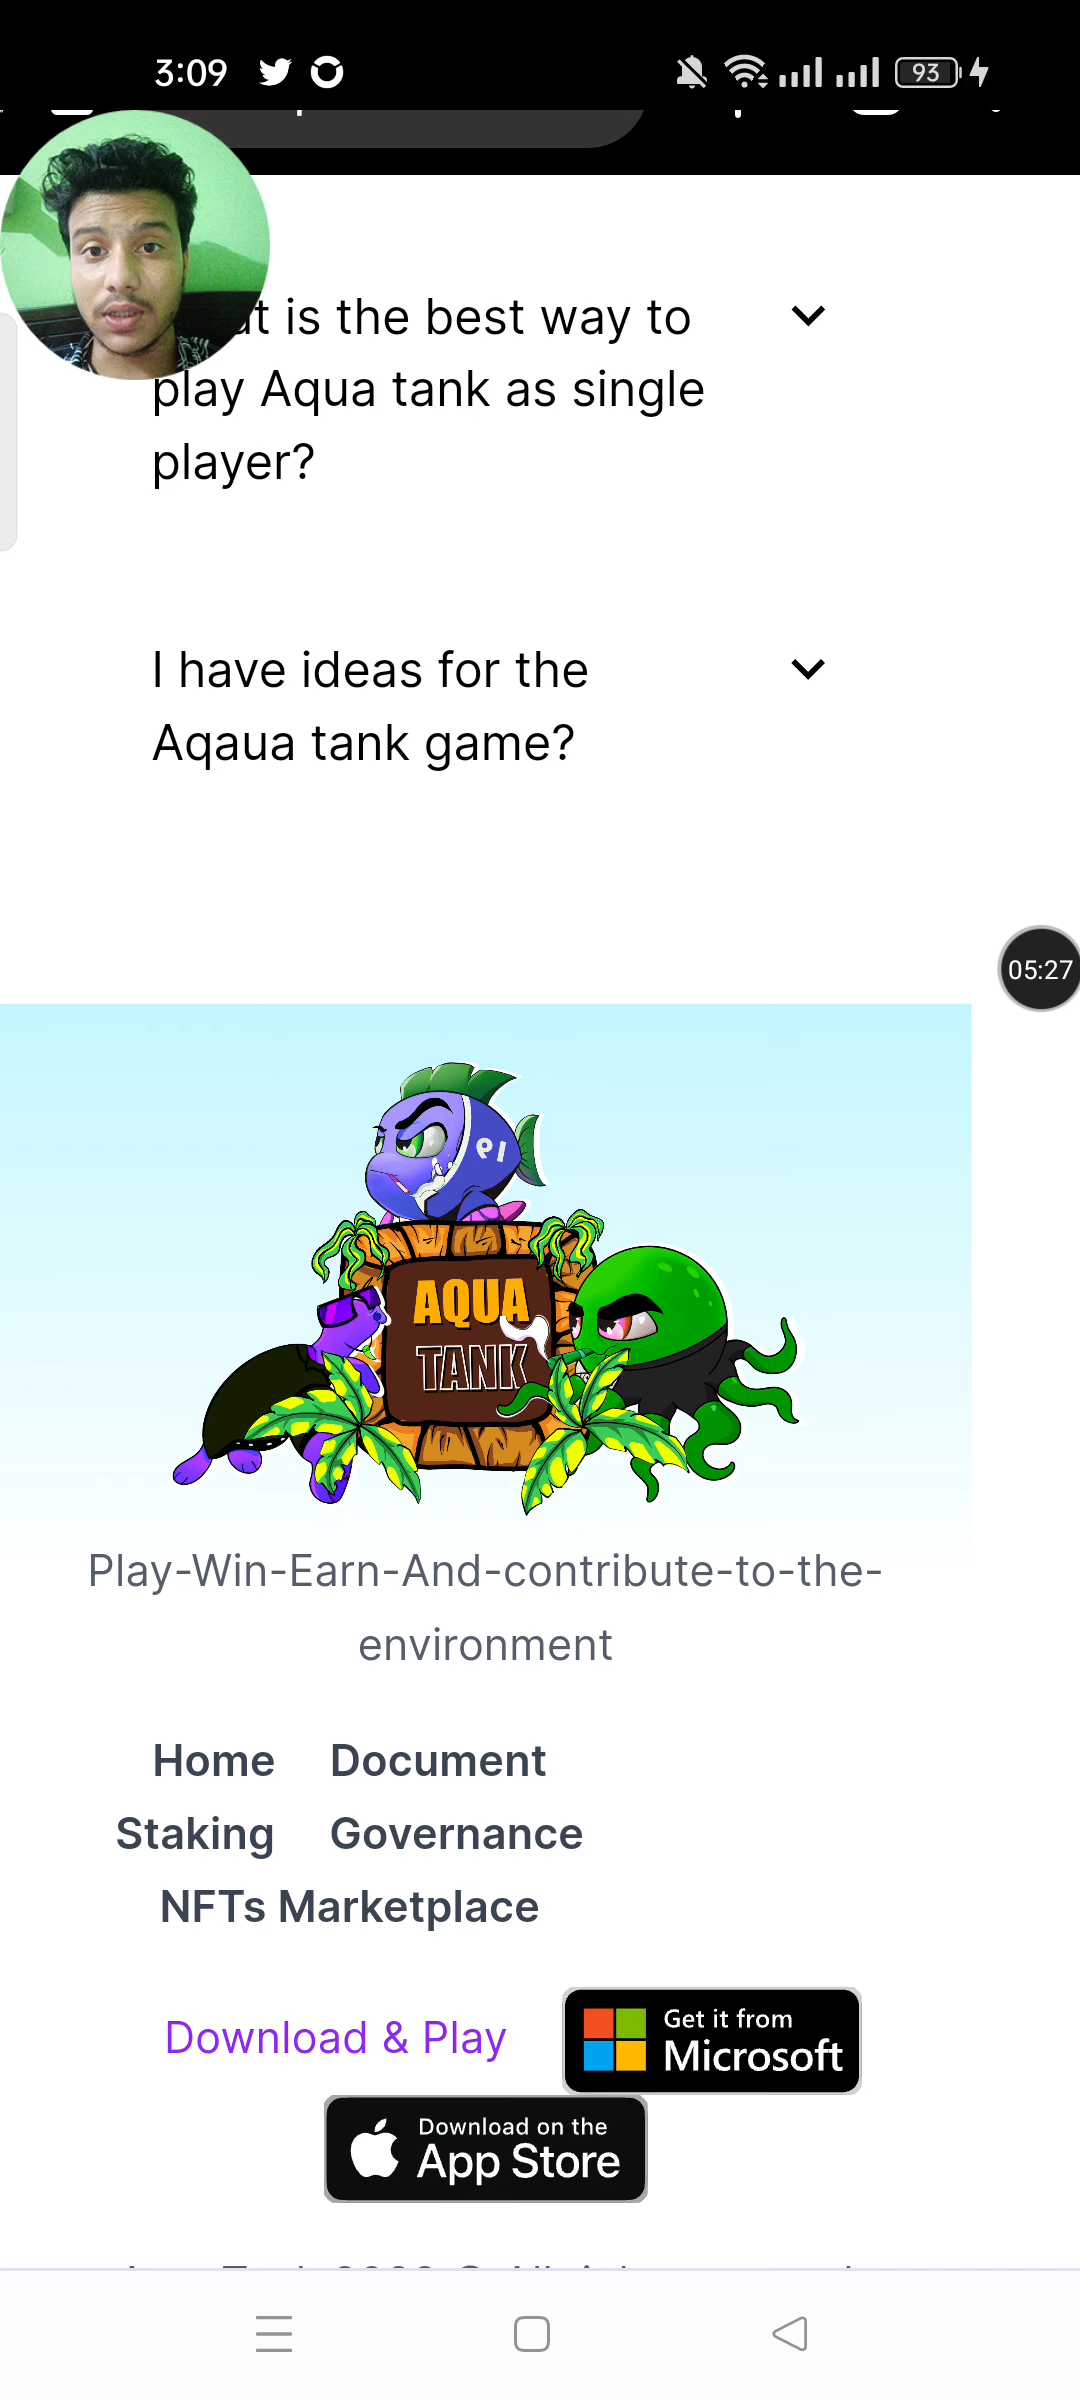 3:09
93
t is the best way to
play Aqua tank as single
player?
I have ideas for the
Aqaua tank game?
05:27
19
AQUA
TANK
Play-Win-Earn-And-contribute-to-the-
environment
Home Document
Staking Governance
NFTs Marketplace
Download & Play
Get it from
Microsoft
Download on the
App Store